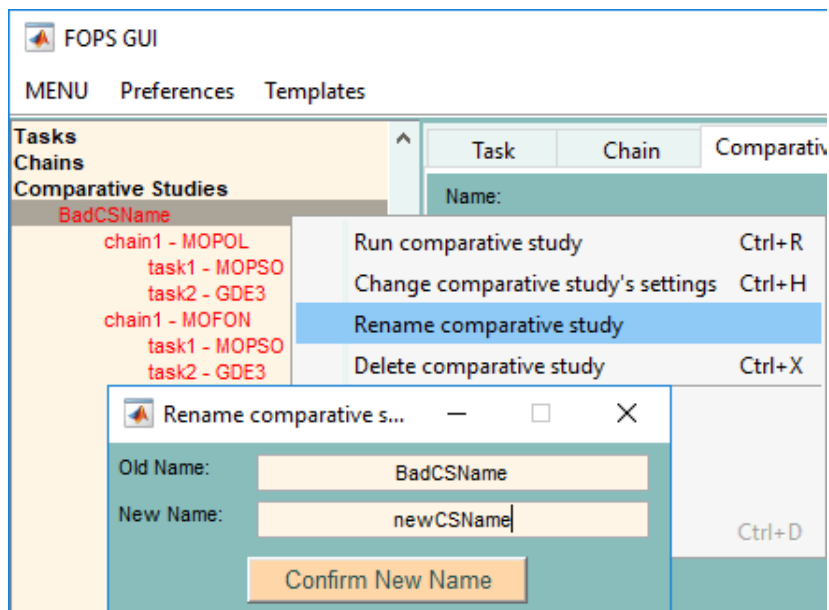 FOPS GUI
MENU Preferences Templates
Tasks
Chains
Comparative Studies
BadCSName
chain1 - MOPOL
task1 - MOPSO
task2 - GDE3
chain1 - MOFON
task1 - MOPSO
task2 - GDE3
Task Chain Comparativ
Name:
Run comparative study Ctrl+R
Change comparative study's settings Ctrl+H
Rename comparative study
Delete comparative study Ctrl+X
Ctrl+D
Rename comparative s...
Old Name: BadCSName
New Name: newCSName
Confirm New Name